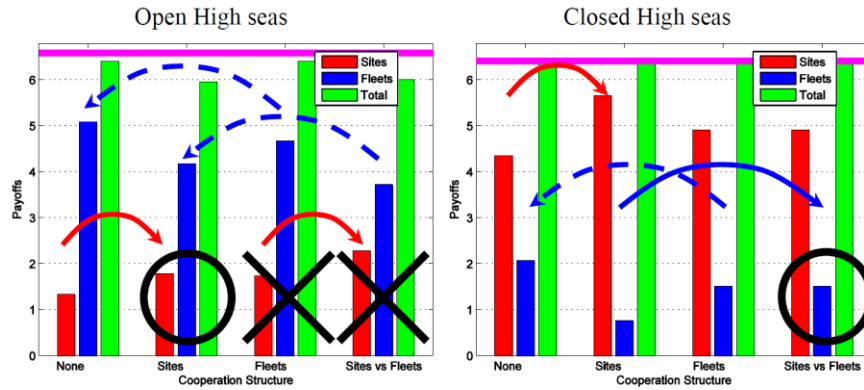 Open High seas
Sites
Fleets
Total
6
5
4
3
2
1
0
Payoffs
None
Sites
Fleets
Sites vs Fleets
Cooperation Structure
Closed High seas
Sites
Fleets
Total
6
5
4
3
2
1
0
Payoffs
None
Sites
Fleets
Sites vs Fleets
Cooperation Structure